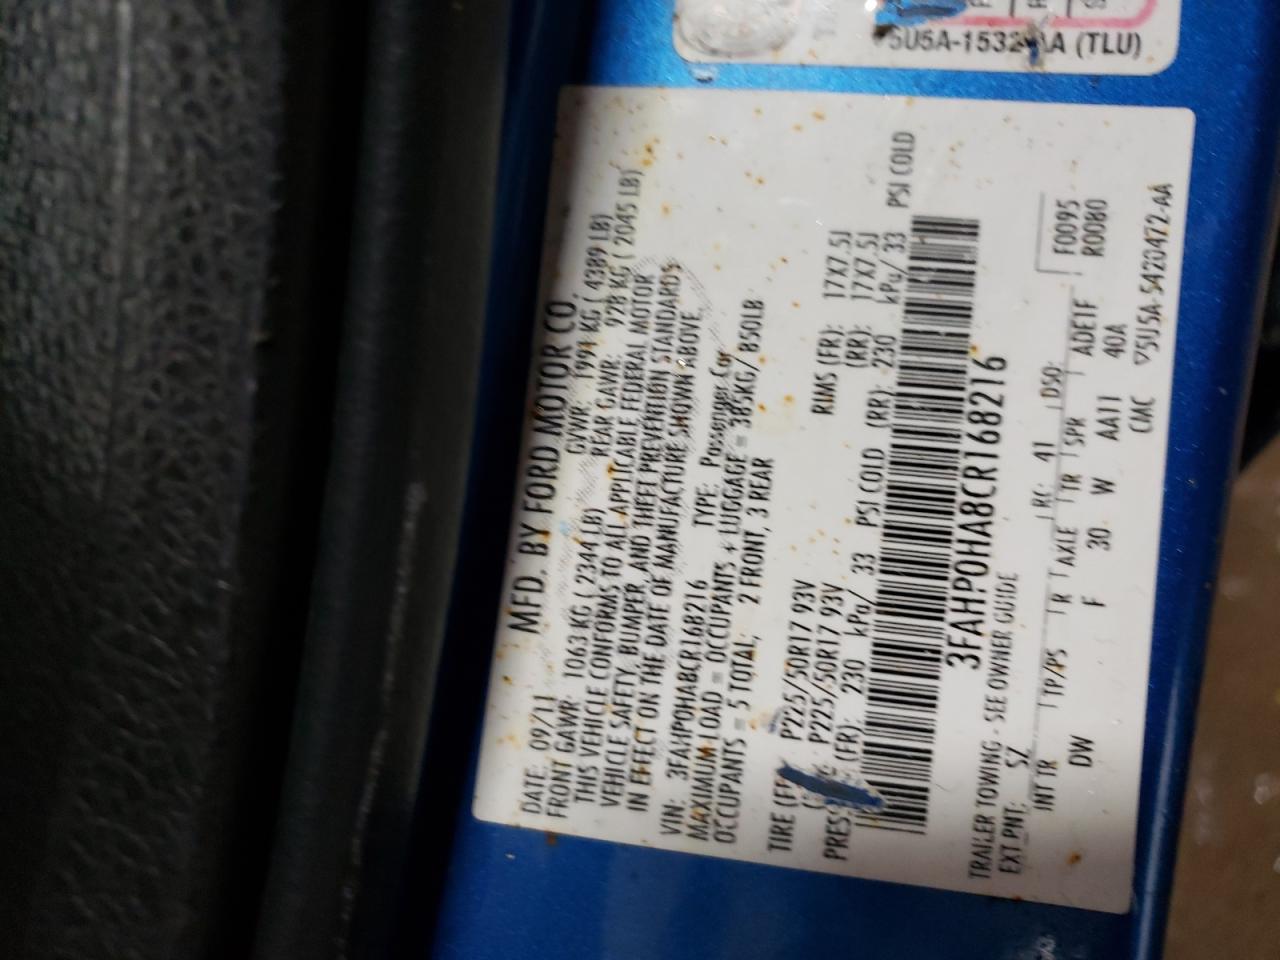 5U5A-1532 AA (TLU)
MFD. BY FORD MOTOR CO.
DATE: 09/11 GVWR: 1991 KG ( 4389 LB)
FRONT GAWR: 1063 KG ( 2344 LB) REAR GAWR: 928 KG ( 2045 LB)
THIS VEHICLE CONFORMS TO ALL APPLICABLE FEDERAL MOTOR
VEHICLE SAFETY, BUMPER, AND THEFT PREVENTION STANDARDS
IN EFFECT ON THE DATE OF MANUFACTURE SHOWN ABOVE.
VIN: 3FAHP0HA8CR168216 TYPE: Passenger Car
MAXIMUM LOAD = OCCUPANTS + LUGGAGE = 385KG/ 850LB
OCCUPANTS = 5 TOTAL, 2 FRONT, 3 REAR
TIRE P225/50R17 93V RIMS (FR): 17X7.5J
P225/50R17 93V (RR): 17X7.5J
PRES (FR): 230 kPa/ 33 PSI COLD (RR): 230 kPa/ 33 PSI COLD
3FAHP0HA8CR168216
TRAILER TOWING - SEE OWNER GUIDE
EXT PNT: SZ RC: 41 DSO: F0095
INT TR TP/PS R AXLE TR SPR R0080
DW F 30 W AA11 ADETF
CMC 40A
▽5U5A-5420472-AA